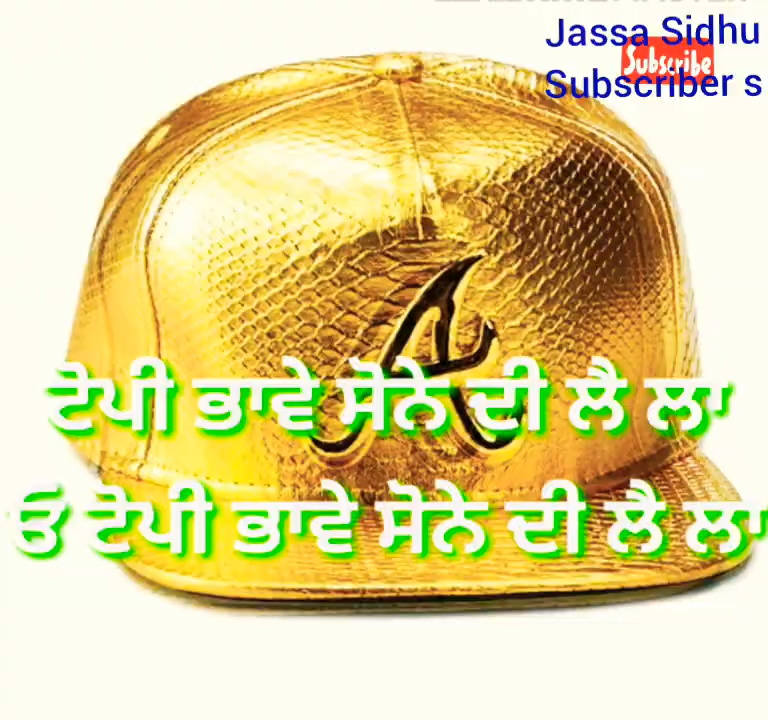 Jassa Sidhu
Subscribe
Subscriber s
ਟੋਪੀ ਭਾਵੇ ਸੋਨੇ ਦੀ ਲੈ ਲਾ
ਓ ਟੋਪੀ ਭਾਵੇ ਸੋਨੇ ਦੀ ਲੈ ਲਾ